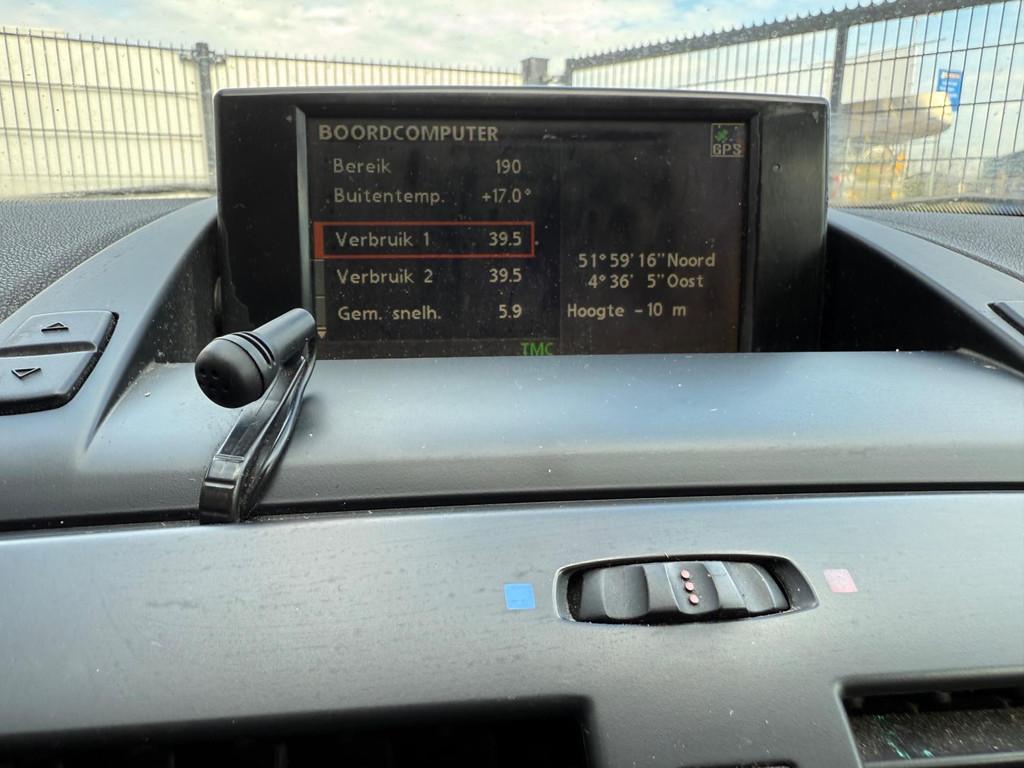 BOORDCOMPUTER
GPS
Bereik 190
Buitentemp. +17.0°
Verbruik 1 39.5
Verbruik 2 39.5
Gem. snelh. 5.9
51°59'16"Noord
4°36' 5"Oost
Hoogte -10 m
TMC